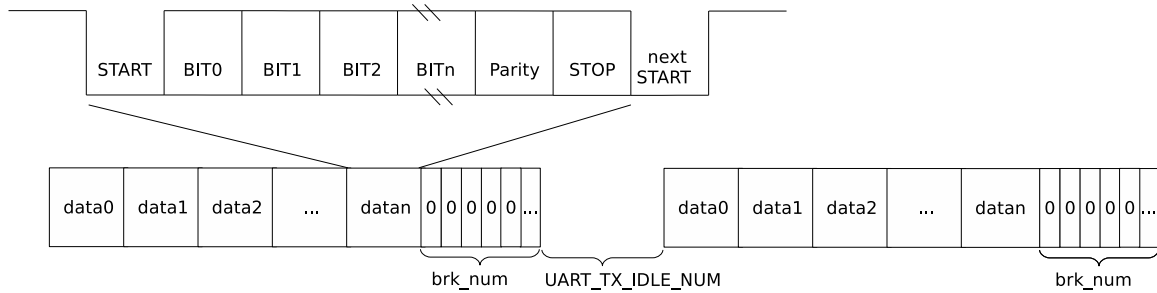 START BIT0 BIT1 BIT2 BITn Parity STOP next START
data0 data1 data2 ... datan 0 0 0 0 0 ... data0 data1 data2 ... datan 0 0 0 0 0 ...
brk_num UART_TX_IDLE_NUM brk_num